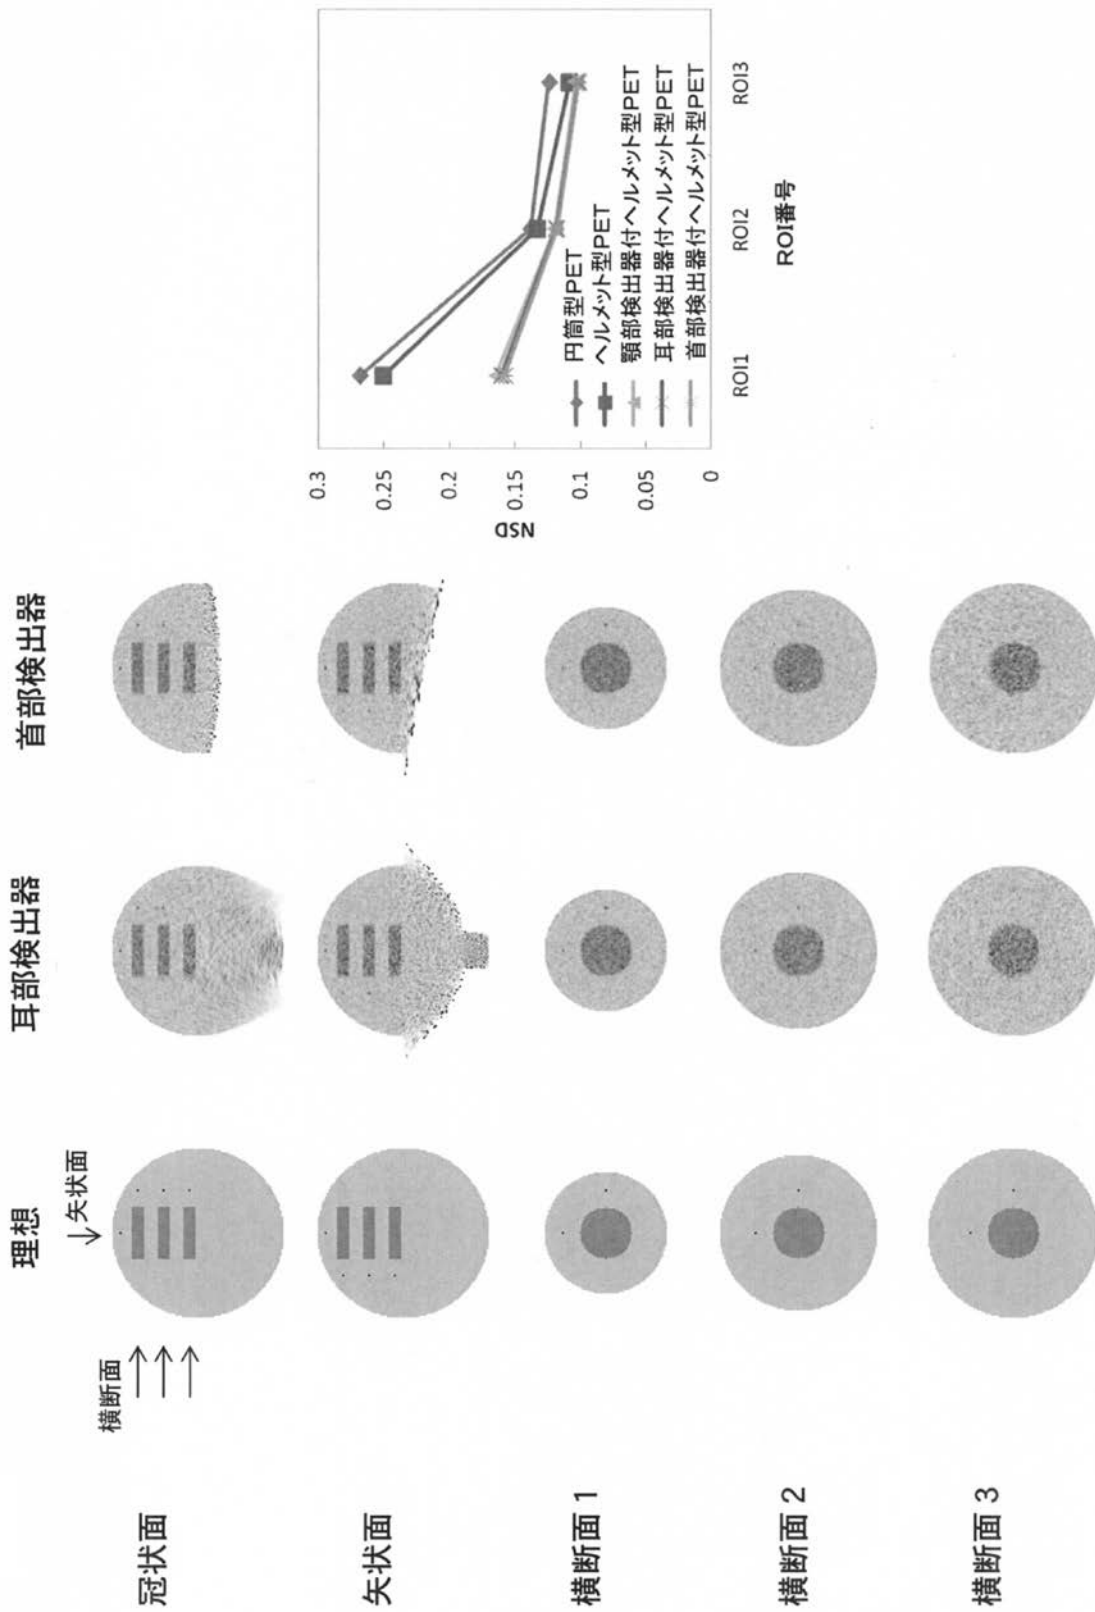 理想
耳部検出器
首部検出器
横断面
↓矢状面
冠状面
矢状面
横断面 1
横断面 2
横断面 3
0.3
0.25
0.2
0.15
0.1
0.05
0
NSD
円筒型PET
ヘルメット型PET
顎部検出器付ヘルメット型PET
耳部検出器付ヘルメット型PET
首部検出器付ヘルメット型PET
ROI1
ROI2
ROI3
ROI番号